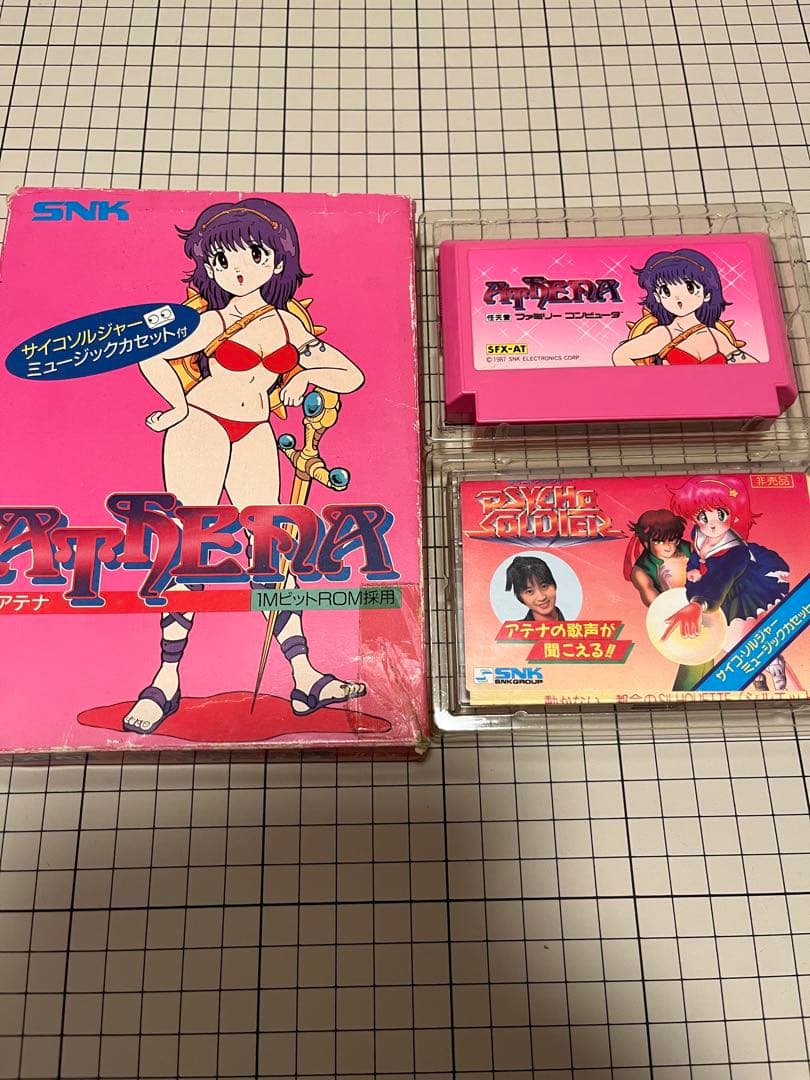 SNK
サイコソルジャー
ミュージックカセット付
ATHENA
アテナ
1MビットROM採用
ATHENA
任天堂 ファミリー コンピュータ
SFX-AT
© 1987 SNK ELECTRONICS CORP.
PSYCHO
SOLDIER
非売品
アテナの歌声が
聞こえる!!
SNK
SNK GROUP
サイコ・ソルジャー
ミュージックカセット